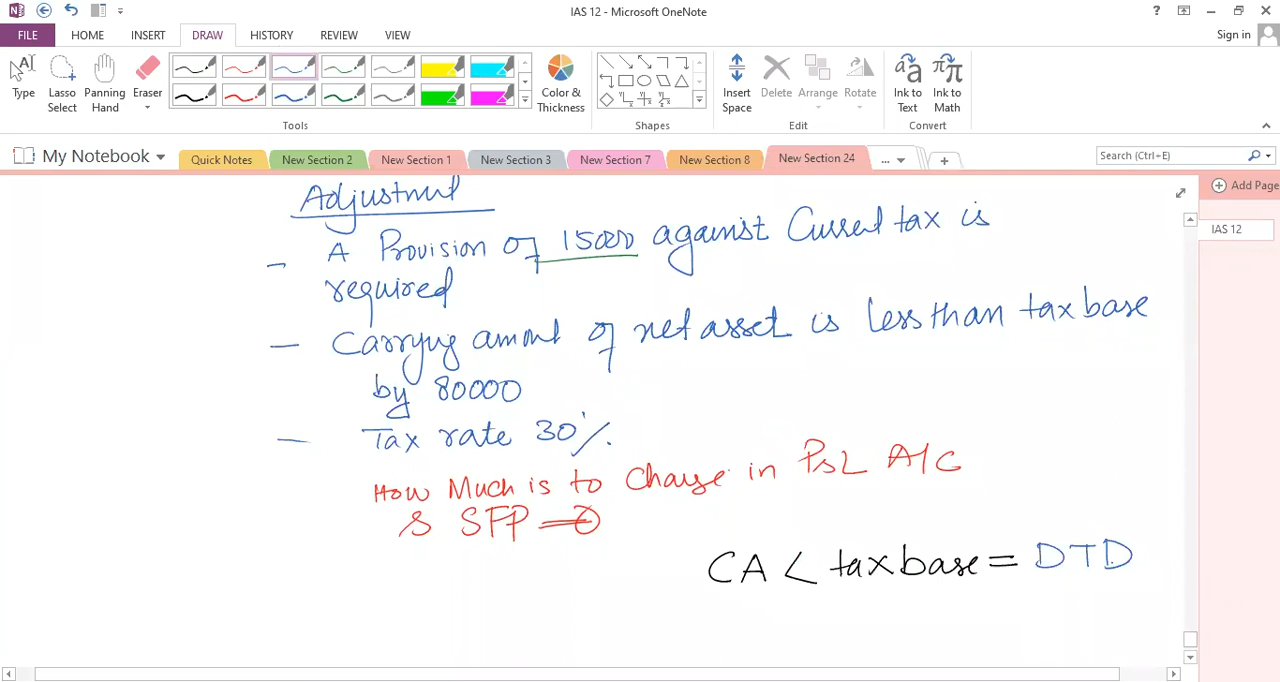 IAS 12 - Microsoft OneNote
?
FILE HOME INSERT DRAW HISTORY REVIEW VIEW
Sign in
Type
Lasso Select
Panning Hand
Eraser
Color & Thickness
Insert Space
Delete
Arrange
Rotate
Ink to Text
Ink to Math
Tools
Shapes
Edit
Convert
My Notebook
Quick Notes
New Section 2
New Section 1
New Section 3
New Section 7
New Section 8
New Section 24
...
Search (Ctrl+E)
Add Page
IAS 12
Adjustment
- A Provision of 15000 against Current tax is
required
- Carrying amount of net asset is less than tax base
by 80000
- Tax rate 30%.
How Much is to Charge in P&L A/C
& SFP
CA < tax base = DTD